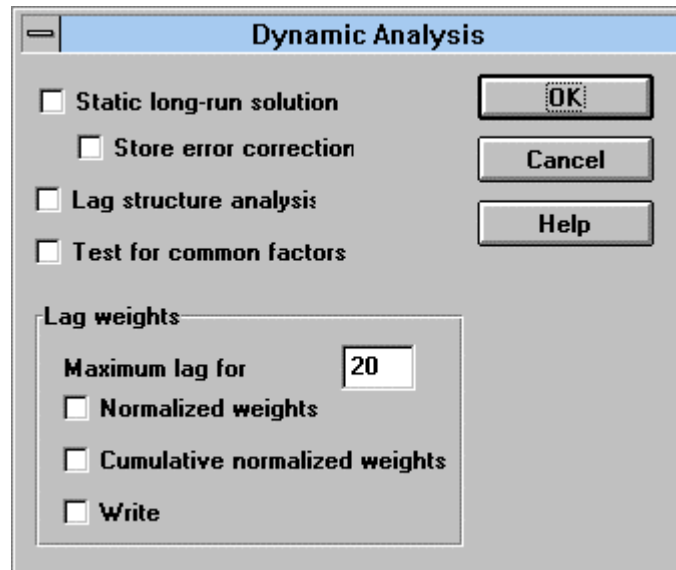 Dynamic Analysis
Static long-run solution
Store error correction
Lag structure analysis
Test for common factors
OK
Cancel
Help
Lag weights
Maximum lag for 20
Normalized weights
Cumulative normalized weights
Write